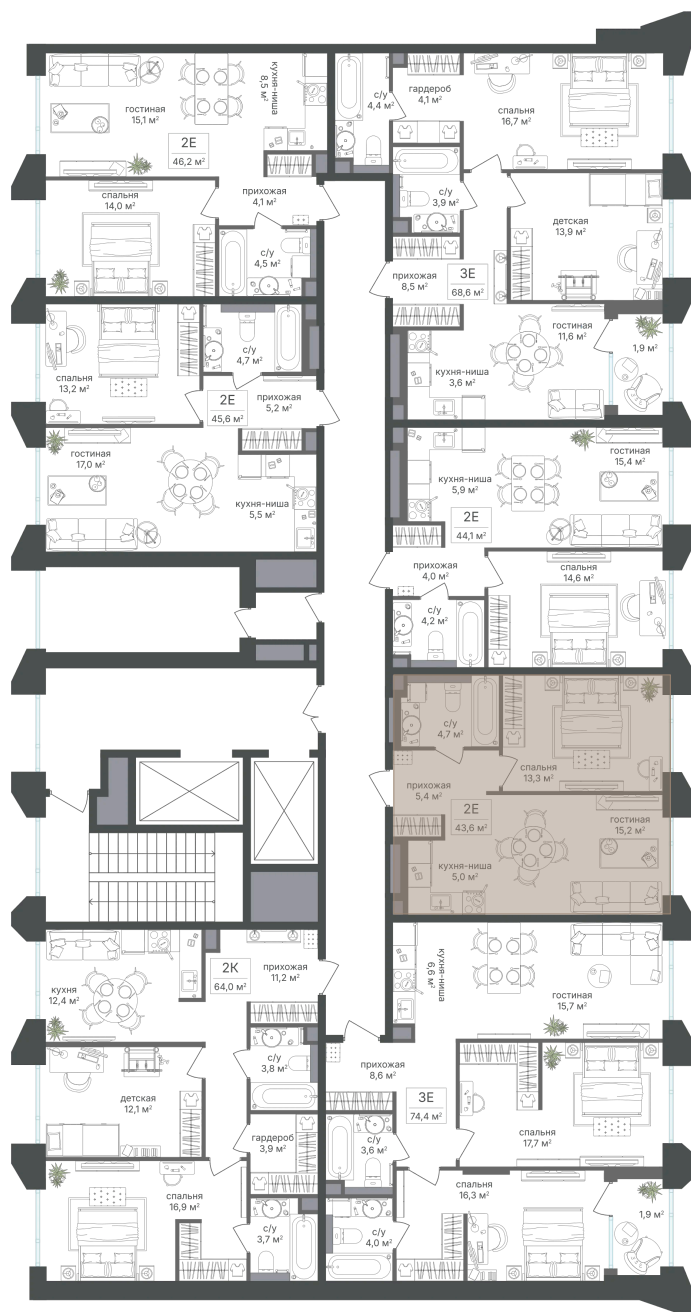 гостиная
15,1 м²
кухня-ниша
8,5 м²
2Е
46,2 м²
спальня
14,0 м²
прихожая
4,1 м²
с/у
4,5 м²
с/у
4,4 м²
гардероб
4,1 м²
спальня
16,7 м²
с/у
3,9 м²
детская
13,9 м²
прихожая
8,5 м²
3Е
68,6 м²
гостиная
11,6 м²
1,9 м²
кухня-ниша
3,6 м²
спальня
13,2 м²
с/у
4,7 м²
2Е
45,6 м²
прихожая
5,2 м²
гостиная
17,0 м²
кухня-ниша
5,5 м²
гостиная
15,4 м²
кухня-ниша
5,9 м²
2Е
44,1 м²
прихожая
4,0 м²
спальня
14,6 м²
с/у
4,2 м²
с/у
4,7 м²
спальня
13,3 м²
прихожая
5,4 м²
2Е
43,6 м²
гостиная
15,2 м²
кухня-ниша
5,0 м²
2К
64,0 м²
прихожая
11,2 м²
кухня
12,4 м²
с/у
3,8 м²
детская
12,1 м²
гардероб
3,9 м²
спальня
16,9 м²
с/у
3,7 м²
кухня-ниша
6,6 м²
гостиная
15,7 м²
прихожая
8,6 м²
3Е
74,4 м²
спальня
17,7 м²
с/у
3,6 м²
спальня
16,3 м²
с/у
4,0 м²
1,9 м²